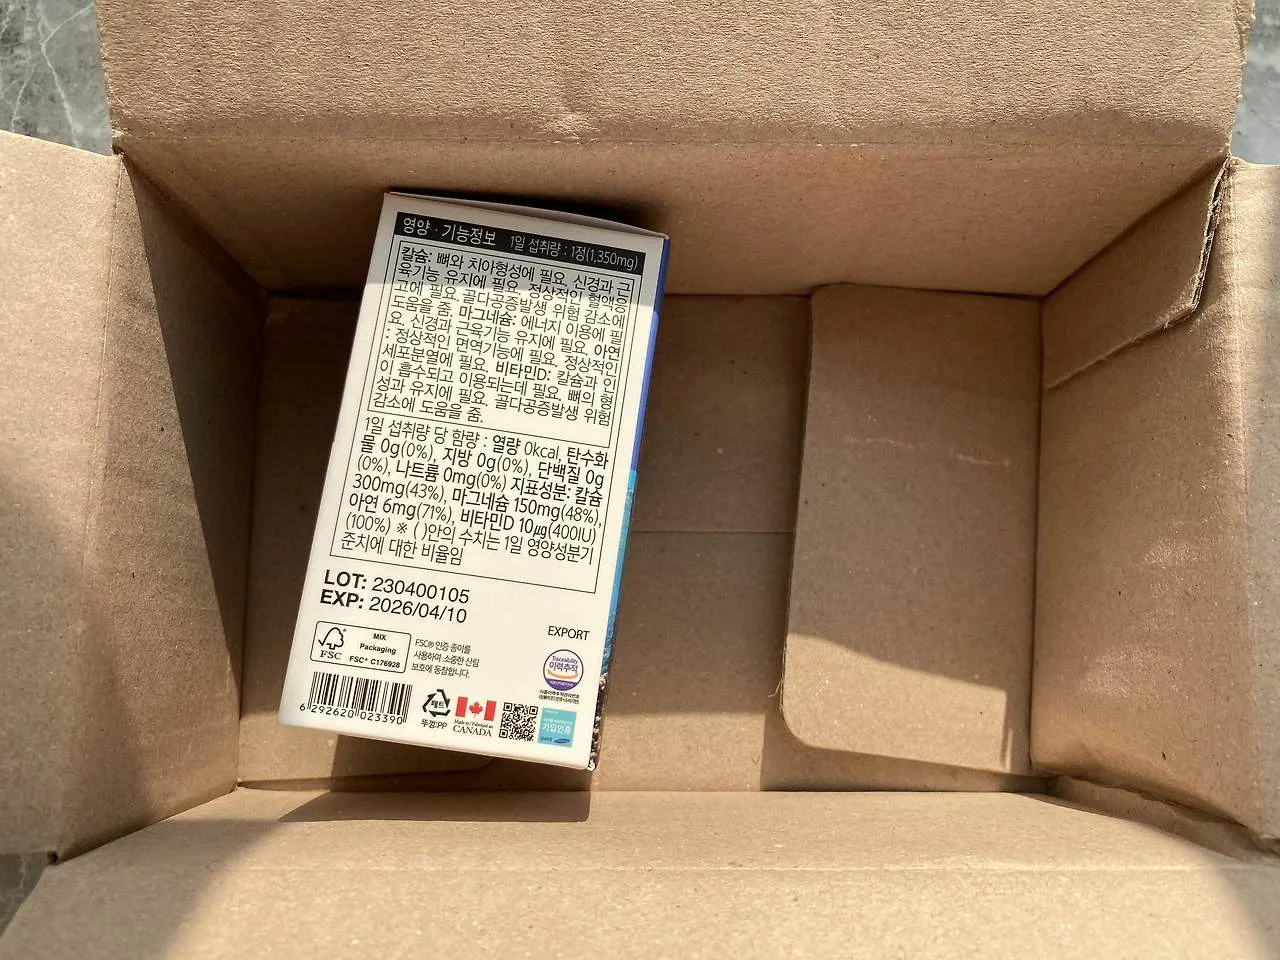 영양 · 기능정보 1일 섭취량 : 1정(1,350mg)
칼슘: 뼈와 치아형성에 필요, 신경과 근
육기능 유지에 필요. 정상적인 혈액응
고에 필요. 골다공증발생 위험 감소에
도움을 줌. 마그네슘: 에너지 이용에 필
요, 신경과 근육기능 유지에 필요. 아연
: 정상적인 면역기능에 필요. 정상적인
세포분열에 필요. 비타민D: 칼슘과 인
이 흡수되고 이용되는데 필요, 뼈의 형
성과 유지에 필요. 골다공증발생 위험
감소에 도움을 줌.
1일 섭취량 당 함량 : 열량 0kcal, 탄수화
물 0g(0%), 지방 0g(0%), 단백질 0g
(0%), 나트륨 0mg(0%) 지표성분: 칼슘
300mg(43%), 마그네슘 150mg(48%),
아연 6mg(71%), 비타민D 10㎍(400IU)
(100%) ※ ( )안의 수치는 1일 영양성분기
준치에 대한 비율임
LOT: 230400105
EXP: 2026/04/10
EXPORT
FSC
MIX
Packaging
FSC® C176928
FSC® 인증 종이를
사용하여 소중한 산림
보호에 동참합니다.
Traceability
이력추적
6 292620 023390
페트
뚜껑:PP
Made in/Fabriqué au
CANADA
가입인증